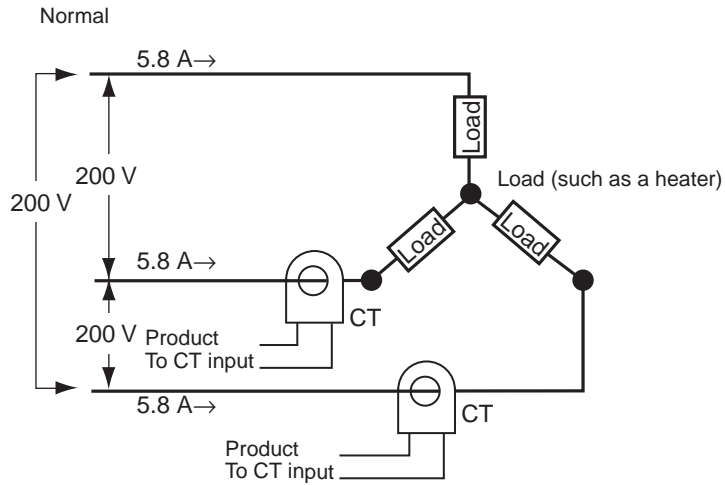 Normal
5.8 A→
Load
200 V
Load (such as a heater)
200 V
Load
Load
5.8 A→
CT
200 V
Product
To CT input
5.8 A→
CT
Product
To CT input